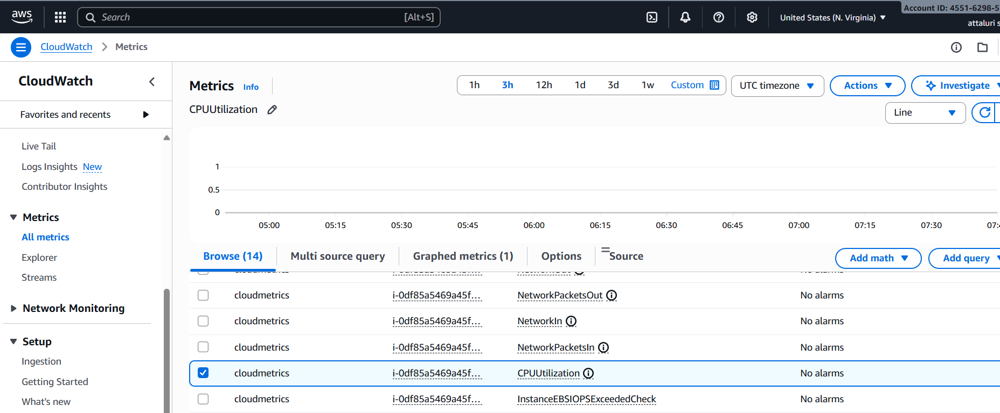 aws
Search
[Alt+S]
United States (N. Virginia)
Account ID: 4551-6298-5
attaluri s
CloudWatch
Metrics
CloudWatch
Favorites and recents
Live Tail
Logs Insights New
Contributor Insights
Metrics
All metrics
Explorer
Streams
Network Monitoring
Setup
Ingestion
Getting Started
What's new
Metrics Info
1h 3h 12h 1d 3d 1w Custom
UTC timezone
Actions
Investigate
CPUUtilization
Line
1
0.5
0
05:00 05:15 05:30 05:45 06:00 06:15 06:30 06:45 07:00 07:15 07:30 07:4
Browse (14)
Multi source query
Graphed metrics (1)
Options
Source
Add math
Add query
cloudmetrics i-0df85a5469a45f... NetworkPacketsOut No alarms
cloudmetrics i-0df85a5469a45f... NetworkIn No alarms
cloudmetrics i-0df85a5469a45f... NetworkPacketsIn No alarms
cloudmetrics i-0df85a5469a45f... CPUUtilization No alarms
cloudmetrics i-0df85a5469a45f... InstanceEBSIOPSExceededCheck No alarms